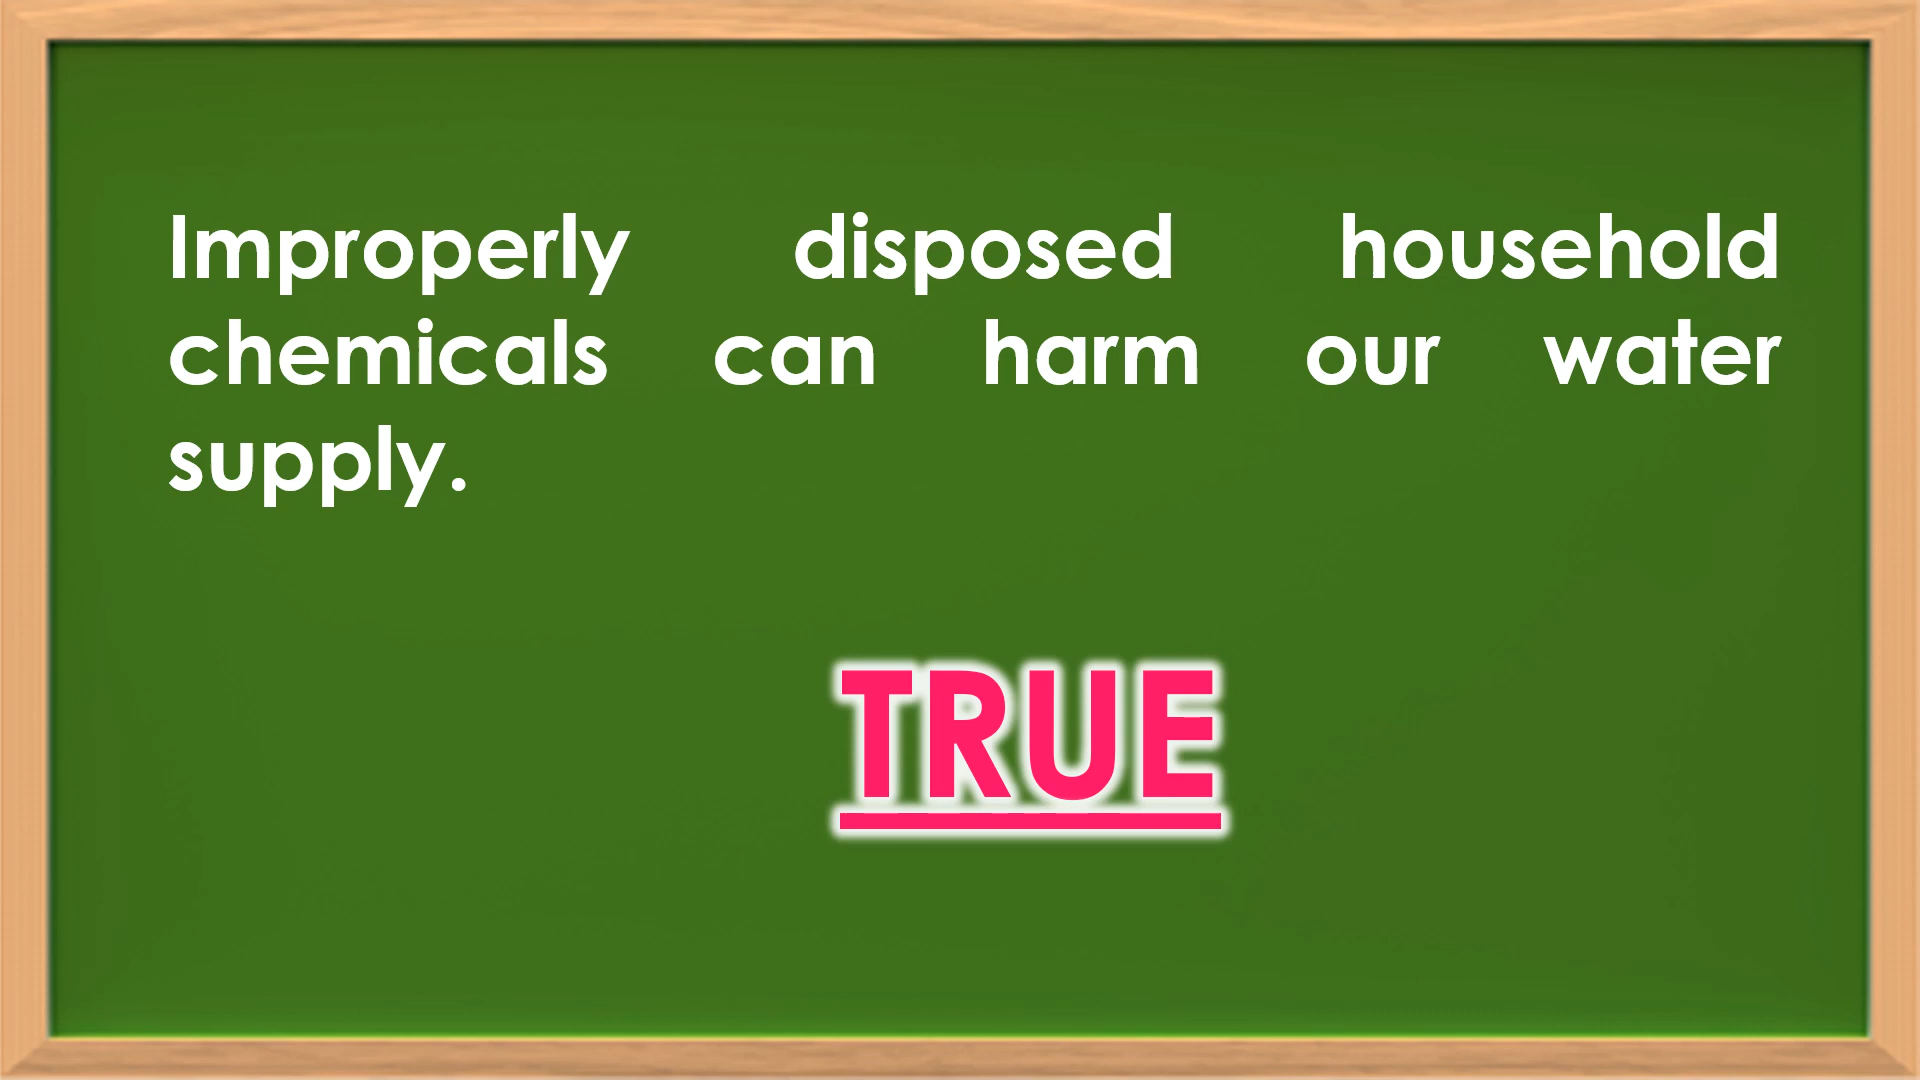 Improperly disposed household
chemicals can harm our water
supply.
TRUE